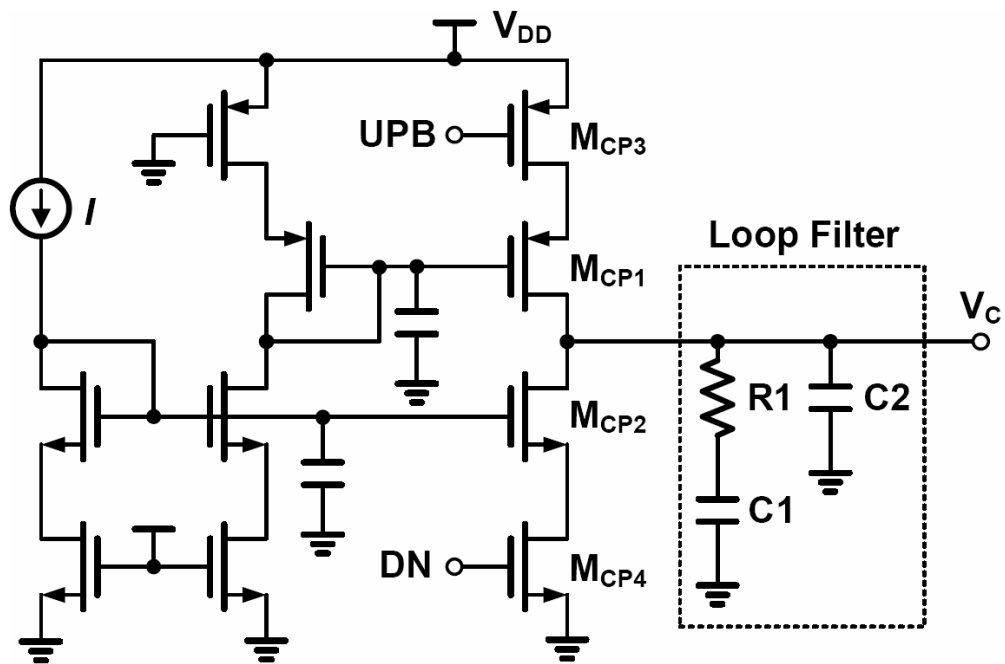 VDD
UPB
MCP3
I
MCP1
Loop Filter
VC
R1
C2
MCP2
C1
DN
MCP4